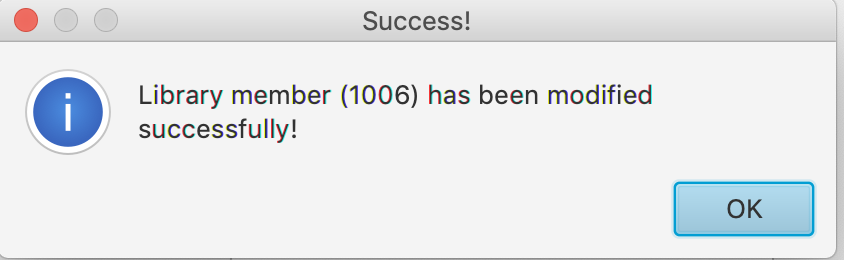 Success!
Library member (1006) has been modified
successfully!
OK